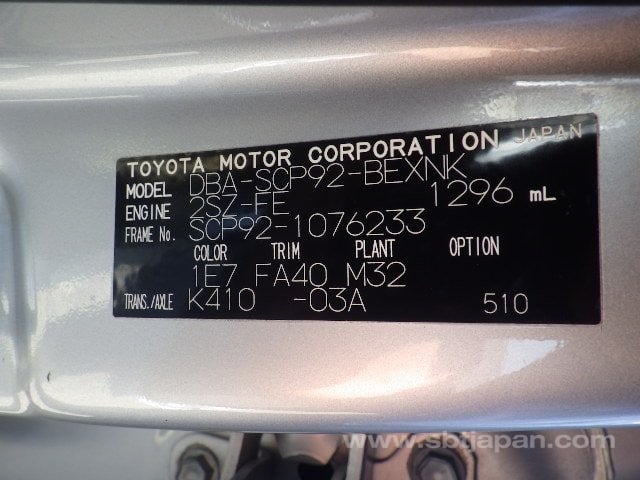 TOYOTA MOTOR CORPORATION JAPAN
MODEL DBA-SCP92-BEXNK
ENGINE 2SZ-FE 1296 mL
FRAME No. SCP92-1076233
COLOR TRIM PLANT OPTION
1E7 FA40 M32
TRANS./AXLE K410 -03A 510
www.sbtjapan.com